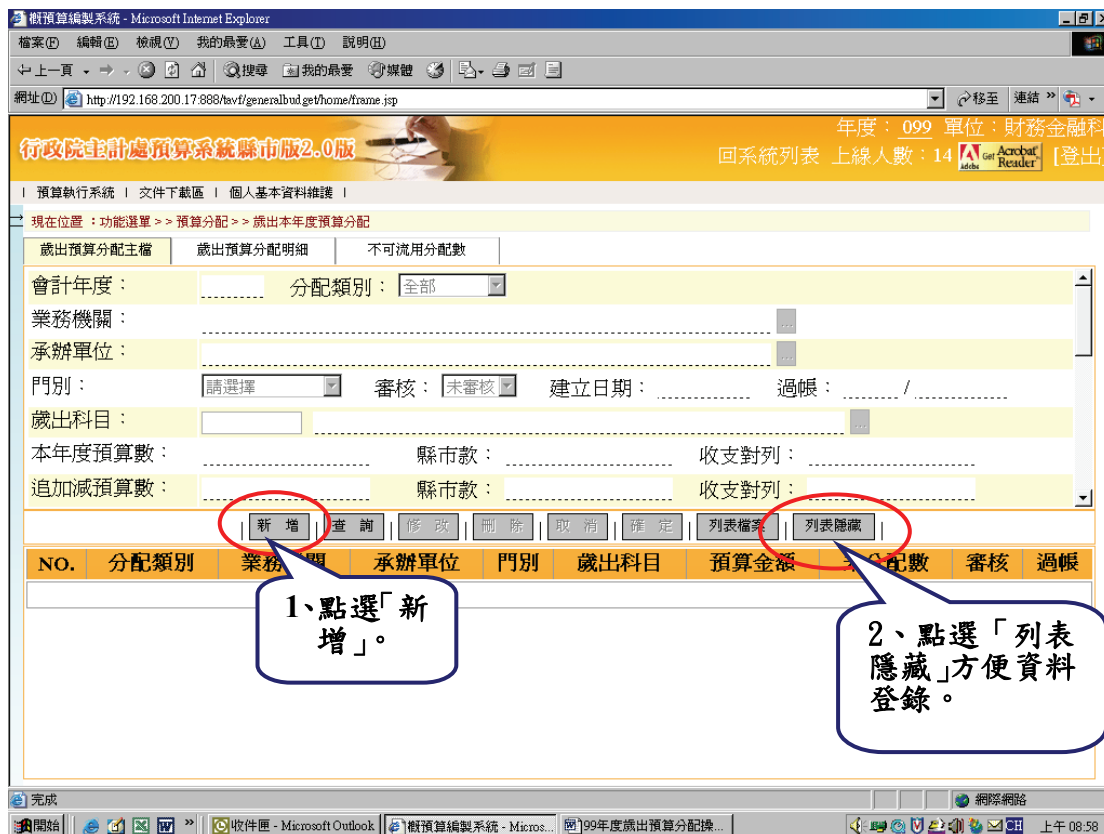 概預算編製系統 - Microsoft Internet Explorer
檔案(F) 編輯(E) 檢視(V) 我的最愛(A) 工具(T) 說明(H)
上一頁 搜尋 我的最愛 媒體
網址(D) http://192.168.200.17:888/tavf/generalbudget/home/frame.jsp 移至 連結 »
行政院主計處預算系統縣市版2.0版
年度：099 單位：財務金融科
回系統列表 上線人數：14 Adobe Get Acrobat Reader [登出]
| 預算執行系統 | 文件下載區 | 個人基本資料維護 |
現在位置 ：功能選單>>預算分配>>歲出本年度預算分配
歲出預算分配主檔 歲出預算分配明細 不可流用分配數
會計年度： 分配類別： 全部
業務機關： ...
承辦單位： ...
門別： 請選擇 審核： 未審核 建立日期： 過帳： /
歲出科目： ...
本年度預算數： 縣市款： 收支對列：
追加減預算數： 縣市款： 收支對列：
| 新 增 | 查 詢 | 修 改 | 刪 除 | 取 消 | 確 定 | 列表檔案 | 列表隱藏 |
NO. 分配類別 業務機關 承辦單位 門別 歲出科目 預算金額 未分配數 審核 過帳
1、點選「新
增」。
2、點選「列表
隱藏」方便資料
登錄。
完成 網際網路
開始 » 收件匣 - Microsoft Outlook 概預算編製系統 - Micros... 99年度歲出預算分配操... CH 上午 08:58